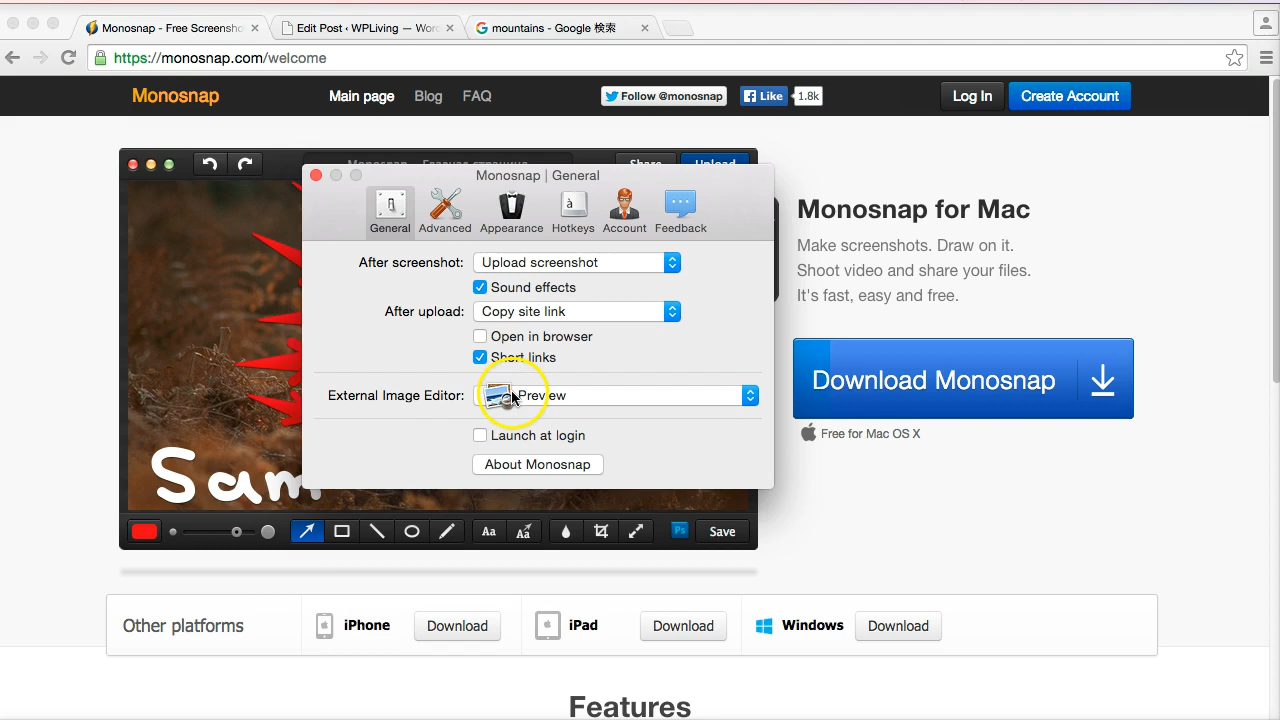 Monosnap - Free Screensho
Edit Post ‹ WPLiving — Wor
mountains - Google 検索
https://monosnap.com/welcome
Monosnap
Main page
Blog
FAQ
Follow @monosnap
Like
1.8k
Log In
Create Account
Monosnap - Главная страница
Share
Upload
Monosnap | General
General
Advanced
Appearance
Hotkeys
Account
Feedback
After screenshot: Upload screenshot
Sound effects
After upload: Copy site link
Open in browser
Short links
External Image Editor: Preview
Launch at login
About Monosnap
Sam
Aa
Aa
Ps
Save
Monosnap for Mac
Make screenshots. Draw on it.
Shoot video and share your files.
It's fast, easy and free.
Download Monosnap
Free for Mac OS X
Other platforms
iPhone
Download
iPad
Download
Windows
Download
Features